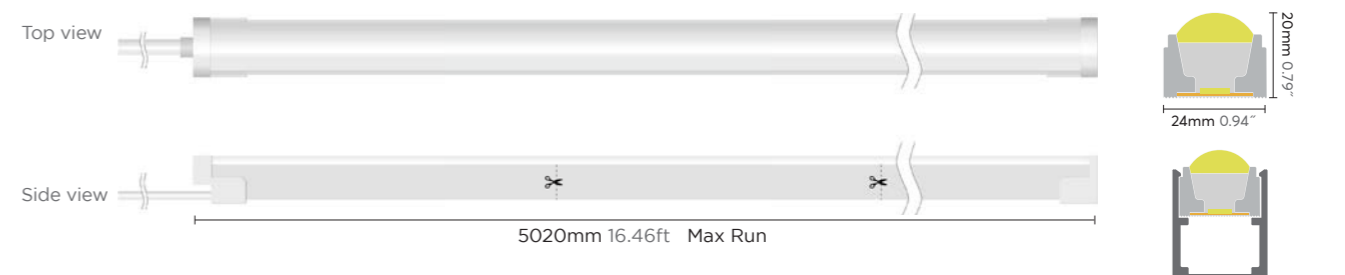 Top view
20mm 0.79″
24mm 0.94″
Side view
5020mm 16.46ft Max Run